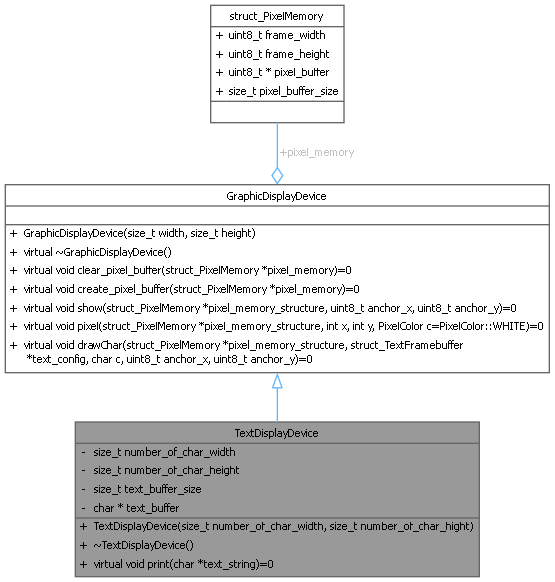 struct_PixelMemory
+ uint8_t frame_width
+ uint8_t frame_height
+ uint8_t * pixel_buffer
+ size_t pixel_buffer_size
+pixel_memory
GraphicDisplayDevice
+ GraphicDisplayDevice(size_t width, size_t height)
+ virtual ~GraphicDisplayDevice()
+ virtual void clear_pixel_buffer(struct_PixelMemory *pixel_memory)=0
+ virtual void create_pixel_buffer(struct_PixelMemory *pixel_memory)=0
+ virtual void show(struct_PixelMemory *pixel_memory_structure, uint8_t anchor_x, uint8_t anchor_y)=0
+ virtual void pixel(struct_PixelMemory *pixel_memory_structure, int x, int y, PixelColor c=PixelColor::WHITE)=0
+ virtual void drawChar(struct_PixelMemory *pixel_memory_structure, struct_TextFramebuffer
*text_config, char c, uint8_t anchor_x, uint8_t anchor_y)=0
TextDisplayDevice
- size_t number_of_char_width
- size_t number_of_char_height
- size_t text_buffer_size
- char * text_buffer
+ TextDisplayDevice(size_t number_of_char_width, size_t number_of_char_hight)
+ ~TextDisplayDevice()
+ virtual void print(char *text_string)=0